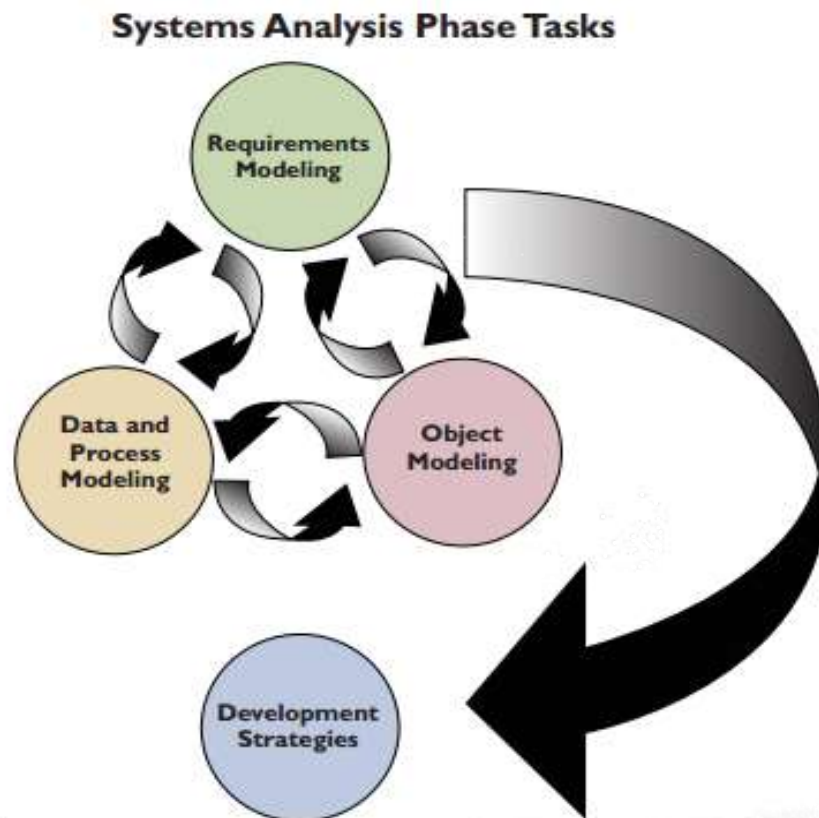 Systems Analysis Phase Tasks
Requirements
Modeling
Data and
Process
Modeling
Object
Modeling
Development
Strategies